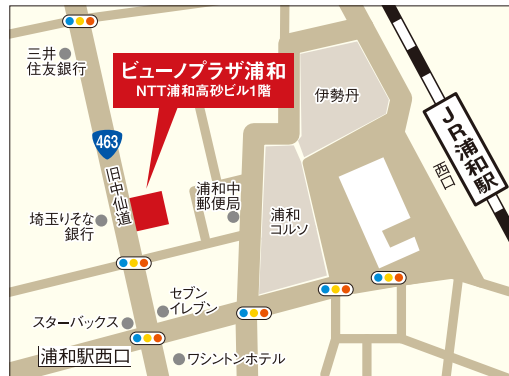 三井
住友銀行
ビューノプラザ浦和
NTT浦和高砂ビル1階
伊勢丹
JR浦和駅
西口
463
旧中仙道
浦和中
郵便局
浦和
コルソ
埼玉りそな
銀行
セブン
イレブン
スターバックス
浦和駅西口
ワシントンホテル